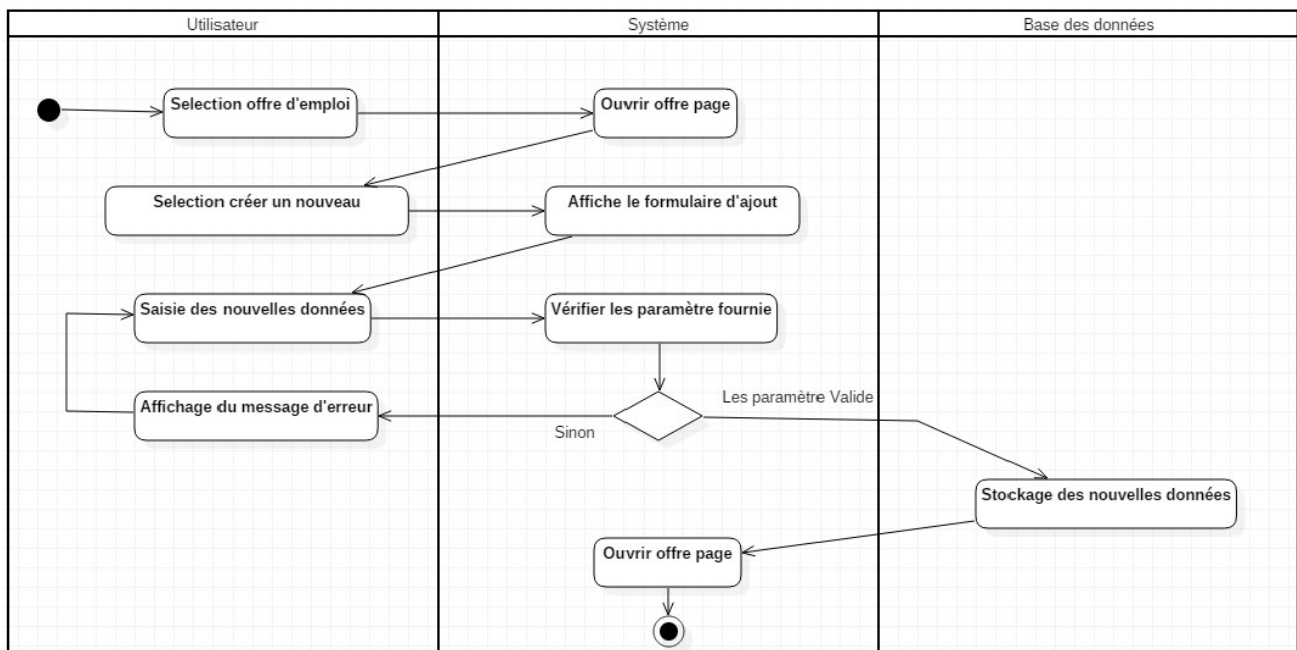 Utilisateur
Système
Base des données
Selection offre d'emploi
Ouvrir offre page
Selection créer un nouveau
Affiche le formulaire d'ajout
Saisie des nouvelles données
Vérifier les paramètre fournie
Affichage du message d'erreur
Sinon
Les paramètre Valide
Stockage des nouvelles données
Ouvrir offre page